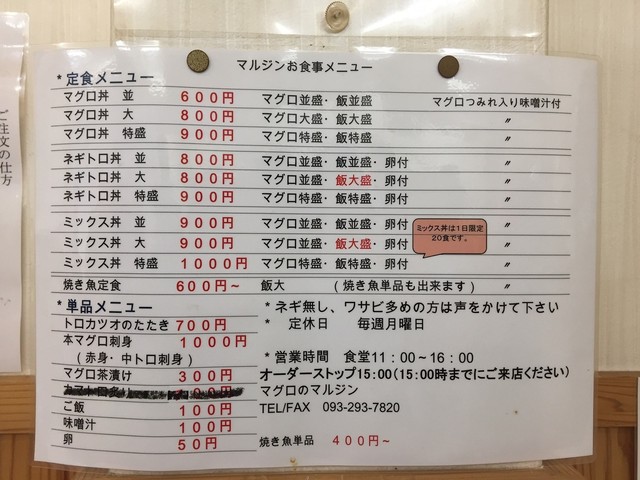 マルジンお食事メニュー
* 定食メニュー
マグロ丼 並 600円 マグロ並盛・飯並盛 マグロつみれ入り味噌汁付
マグロ丼 大 800円 マグロ大盛・飯大盛 〃
マグロ丼 特盛 900円 マグロ特盛・飯特盛 〃
ネギトロ丼 並 800円 マグロ並盛・飯並盛・卵付 〃
ネギトロ丼 大 800円 マグロ並盛・飯大盛・卵付 〃
ネギトロ丼 特盛 900円 マグロ特盛・飯特盛・卵付 〃
ミックス丼 並 900円 マグロ並盛・飯並盛・卵付 〃
ミックス丼 大 900円 マグロ並盛・飯大盛・卵付 〃
ミックス丼 特盛 1000円 マグロ特盛・飯特盛・卵付 〃
ミックス丼は1日限定
20食です。
焼き魚定食 600円~ 飯大 (焼き魚単品も出来ます) 〃
* 単品メニュー
トロカツオのたたき 700円
本マグロ刺身 1000円
(赤身・中トロ刺身)
マグロ茶漬け 300円
ご飯 100円
味噌汁 100円
卵 50円
* ネギ無し、ワサビ多めの方は声をかけて下さい
* 定休日 毎週月曜日
* 営業時間 食堂11:00~16:00
オーダーストップ15:00(15:00時までにご来店ください)
マグロのマルジン
TEL/FAX 093-293-7820
焼き魚単品 400円~
ご注文の仕方